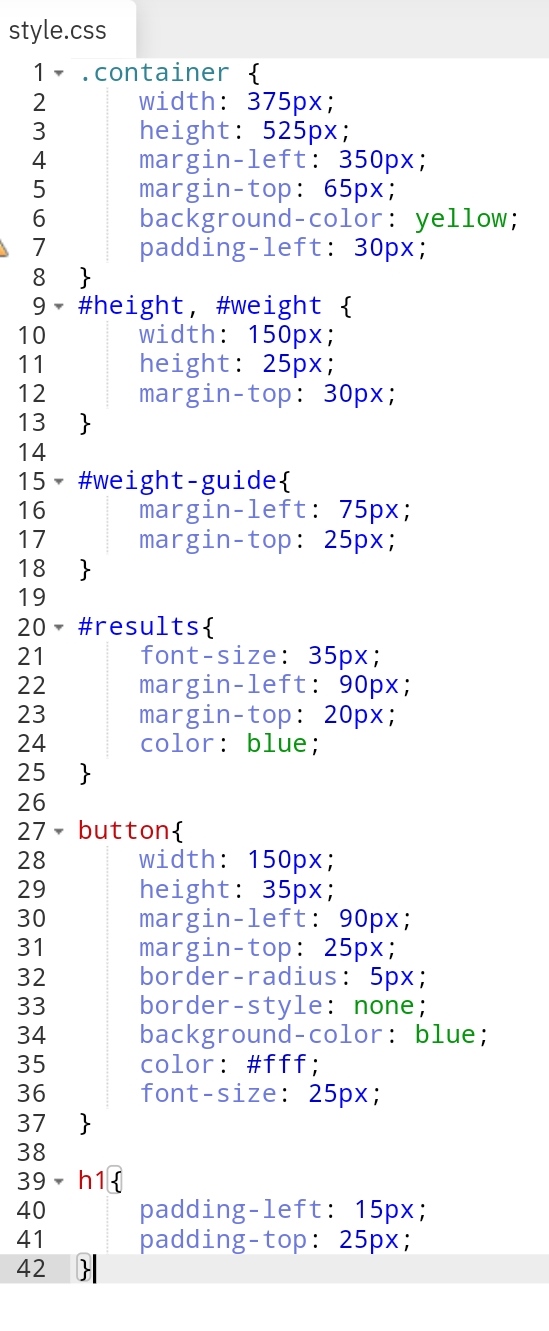 style.css
1 .container {
2 width: 375px;
3 height: 525px;
4 margin-left: 350px;
5 margin-top: 65px;
6 background-color: yellow;
7 padding-left: 30px;
8 }
9 #height, #weight {
10 width: 150px;
11 height: 25px;
12 margin-top: 30px;
13 }
14
15 #weight-guide{
16 margin-left: 75px;
17 margin-top: 25px;
18 }
19
20 #results{
21 font-size: 35px;
22 margin-left: 90px;
23 margin-top: 20px;
24 color: blue;
25 }
26
27 button{
28 width: 150px;
29 height: 35px;
30 margin-left: 90px;
31 margin-top: 25px;
32 border-radius: 5px;
33 border-style: none;
34 background-color: blue;
35 color: #fff;
36 font-size: 25px;
37 }
38
39 h1{
40 padding-left: 15px;
41 padding-top: 25px;
42 }